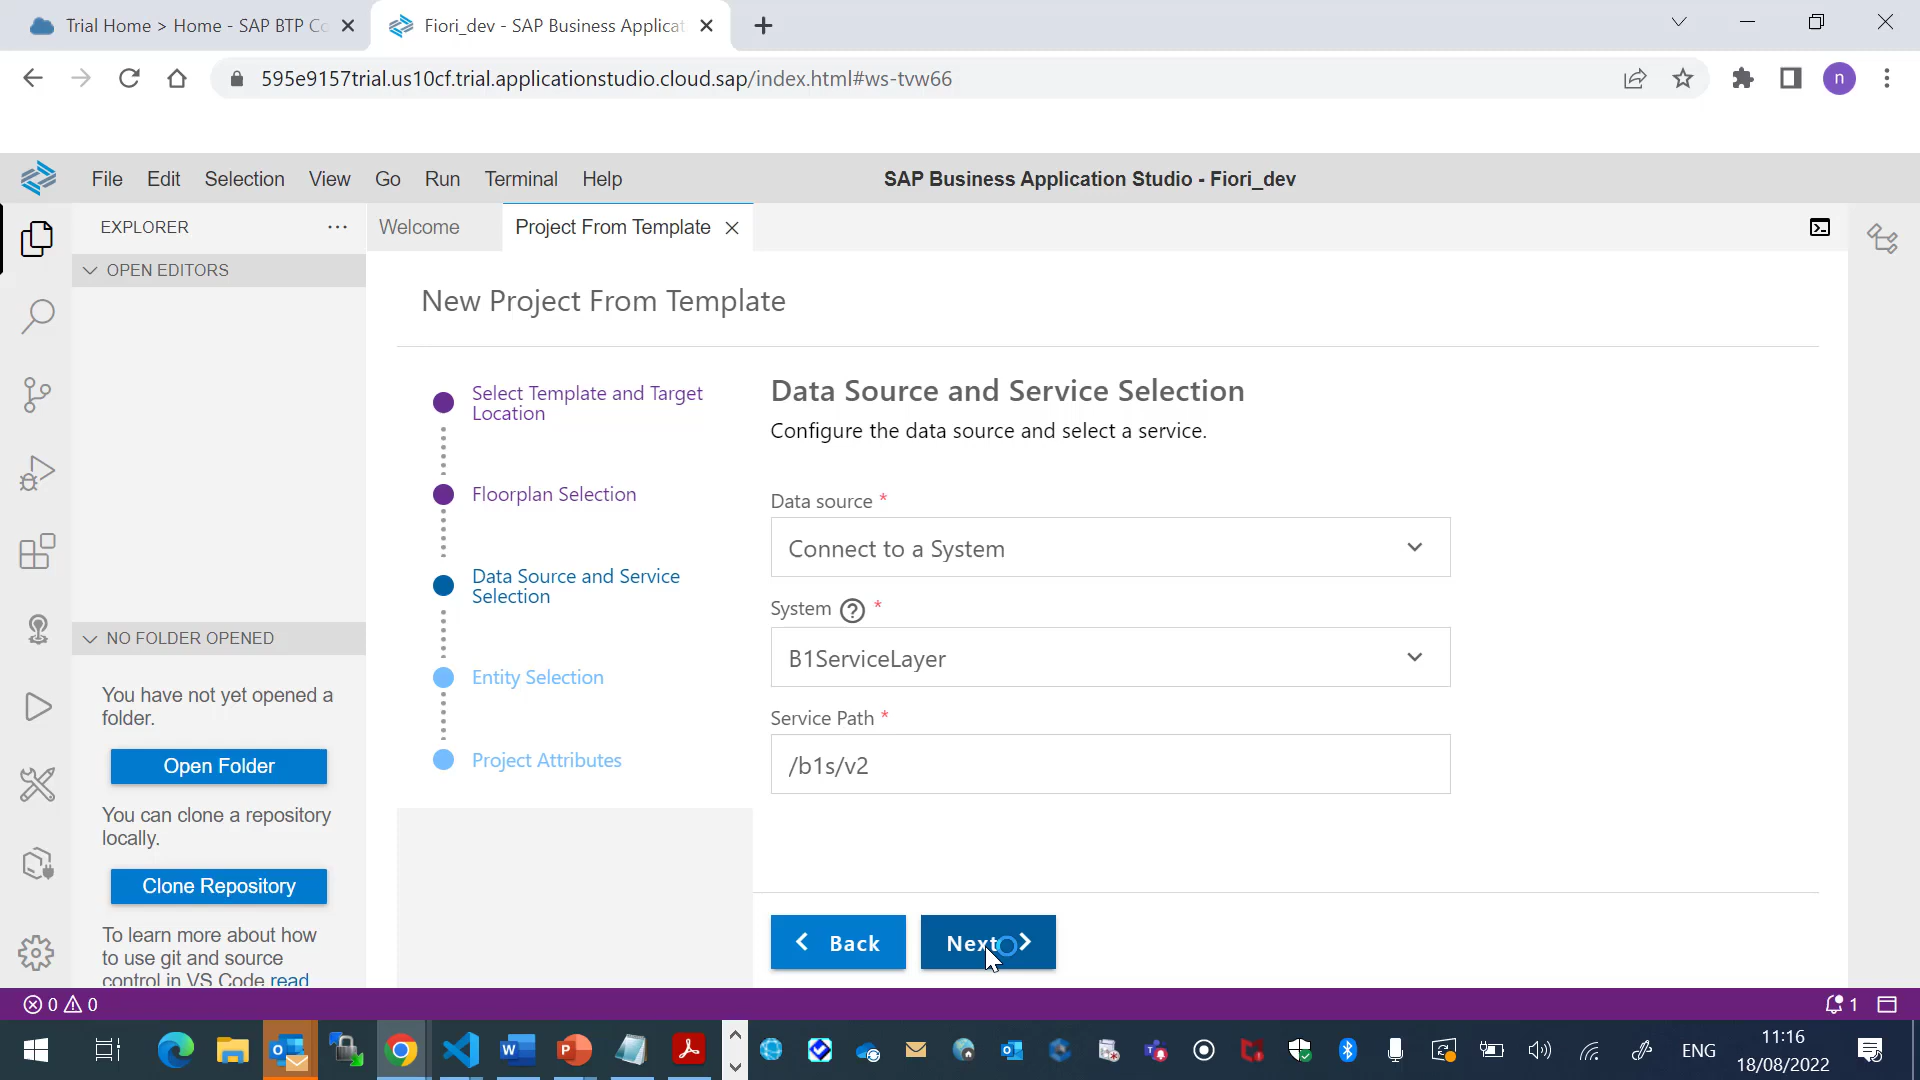 Trial Home > Home - SAP BTP Co
Fiori_dev - SAP Business Applicat
595e9157trial.us10cf.trial.applicationstudio.cloud.sap/index.html#ws-tvw66
n
File Edit Selection View Go Run Terminal Help
SAP Business Application Studio - Fiori_dev
EXPLORER
Welcome
Project From Template
OPEN EDITORS
New Project From Template
Select Template and Target
Location
Floorplan Selection
Data Source and Service
Selection
Entity Selection
Project Attributes
Data Source and Service Selection
Configure the data source and select a service.
Data source *
Connect to a System
System ? *
B1ServiceLayer
Service Path *
/b1s/v2
Back
Next
NO FOLDER OPENED
You have not yet opened a
folder.
Open Folder
You can clone a repository
locally.
Clone Repository
To learn more about how
to use git and source
control in VS Code read
0 0
1
ENG
11:16
18/08/2022